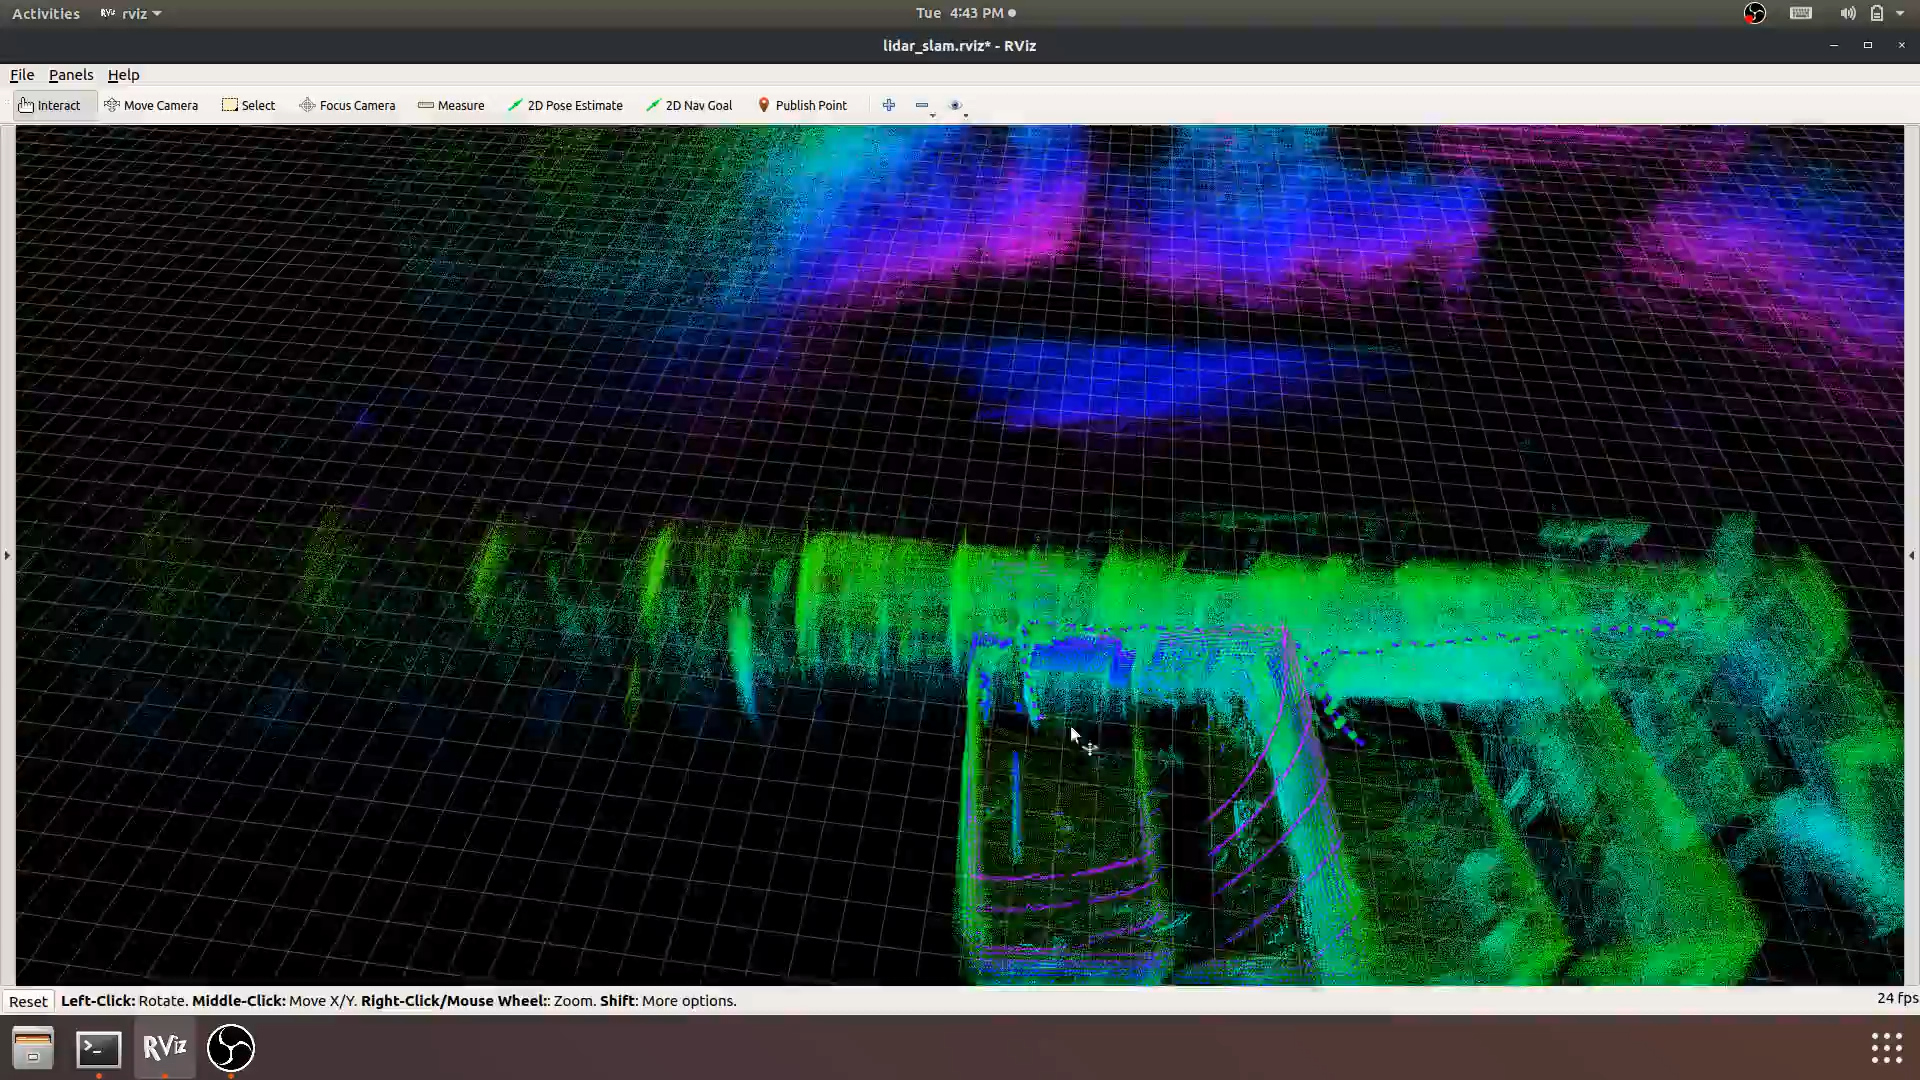 Activities RViz rviz Tue 4:43 PM
lidar_slam.rviz* - RViz
File Panels Help
Interact Move Camera Select Focus Camera Measure 2D Pose Estimate 2D Nav Goal Publish Point
Reset Left-Click: Rotate. Middle-Click: Move X/Y. Right-Click/Mouse Wheel:: Zoom. Shift: More options. 24 fps
>_ RViz